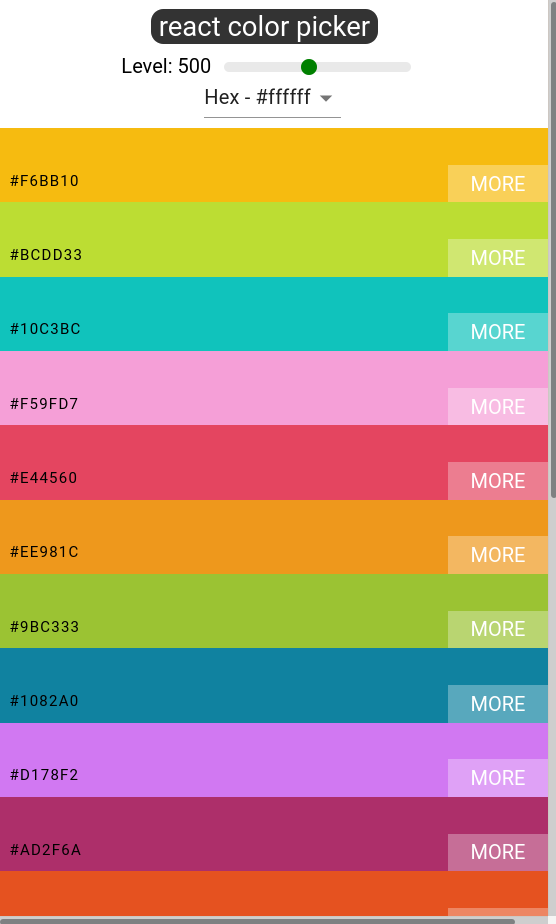 react color picker
Level: 500
Hex - #ffffff
#F6BB10
MORE
#BCDD33
MORE
#10C3BC
MORE
#F59FD7
MORE
#E44560
MORE
#EE981C
MORE
#9BC333
MORE
#1082A0
MORE
#D178F2
MORE
#AD2F6A
MORE